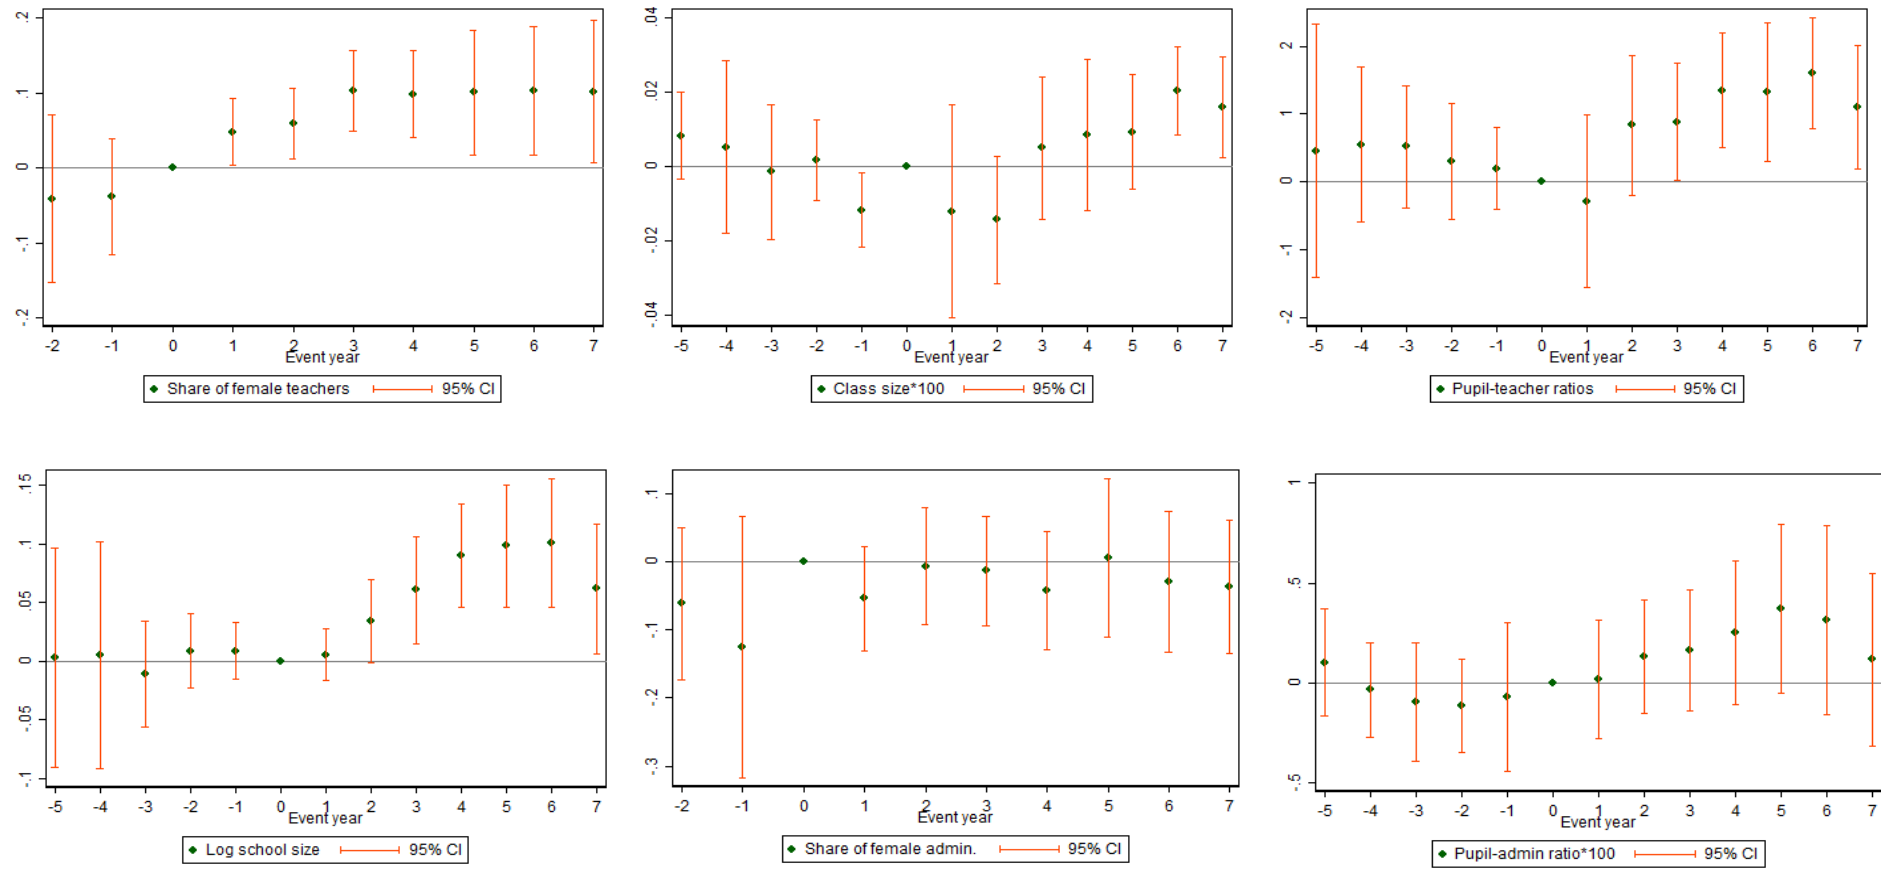 .2
.1
0
-.1
-.2
-2 -1 0 1 2 3 4 5 6 7
Event year
Share of female teachers 95% CI
.04
.02
0
-.02
-.04
-5 -4 -3 -2 -1 0 1 2 3 4 5 6 7
Event year
Class size*100 95% CI
2
1
0
-1
-2
-5 -4 -3 -2 -1 0 1 2 3 4 5 6 7
Event year
Pupil-teacher ratios 95% CI
.15
.1
.05
0
-.05
-.1
-5 -4 -3 -2 -1 0 1 2 3 4 5 6 7
Event year
Log school size 95% CI
.1
0
-.1
-.2
-.3
-2 -1 0 1 2 3 4 5 6 7
Event year
Share of female admin. 95% CI
1
.5
0
-.5
-5 -4 -3 -2 -1 0 1 2 3 4 5 6 7
Event year
Pupil-admin ratio*100 95% CI